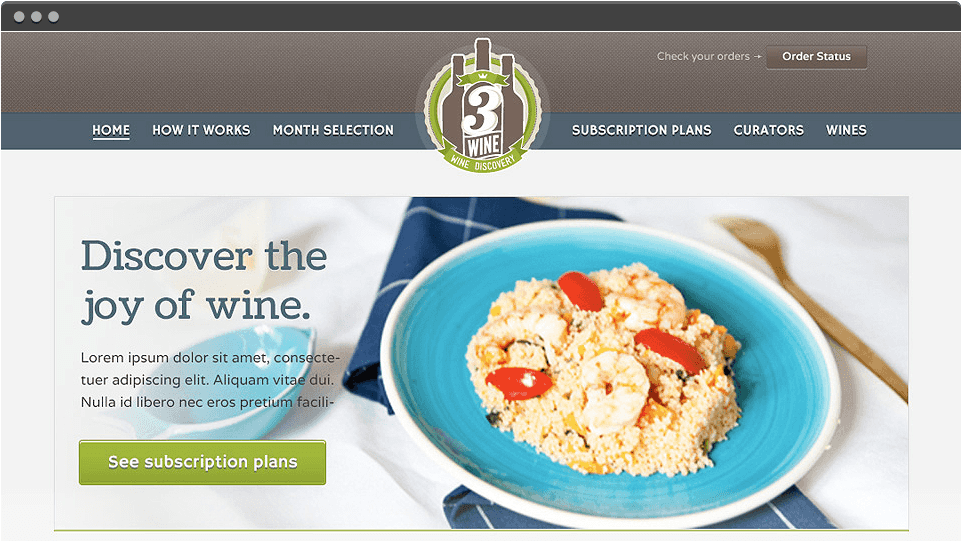 Check your orders → Order Status
3
WINE
WINE DISCOVERY
HOME HOW IT WORKS MONTH SELECTION SUBSCRIPTION PLANS CURATORS WINES
Discover the
joy of wine.
Lorem ipsum dolor sit amet, consecte-
tuer adipiscing elit. Aliquam vitae dui.
Nulla id libero nec eros pretium facili-
See subscription plans